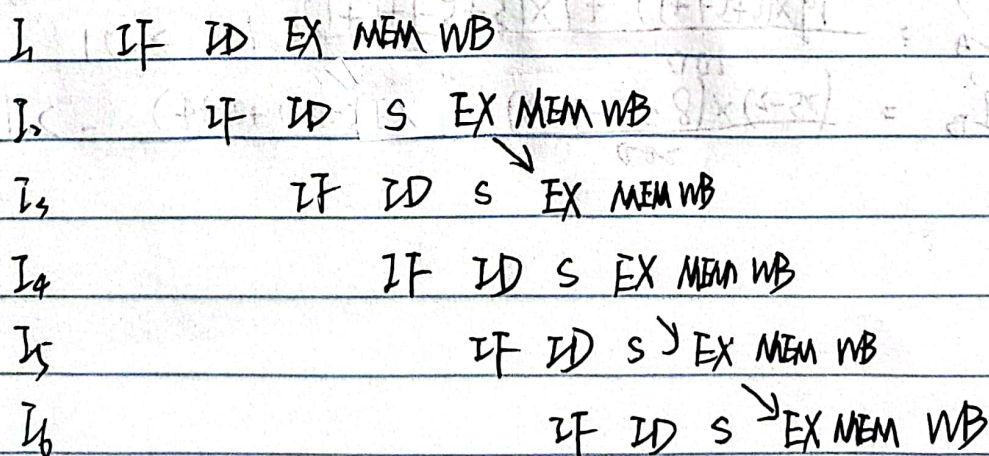 I₁ IF ID EX MEM WB
I₂ IF ID S EX MEM WB
I₃ IF ID S EX MEM WB
I₄ IF ID S EX MEM WB
I₅ IF ID S EX MEM WB
I₆ IF ID S EX MEM WB